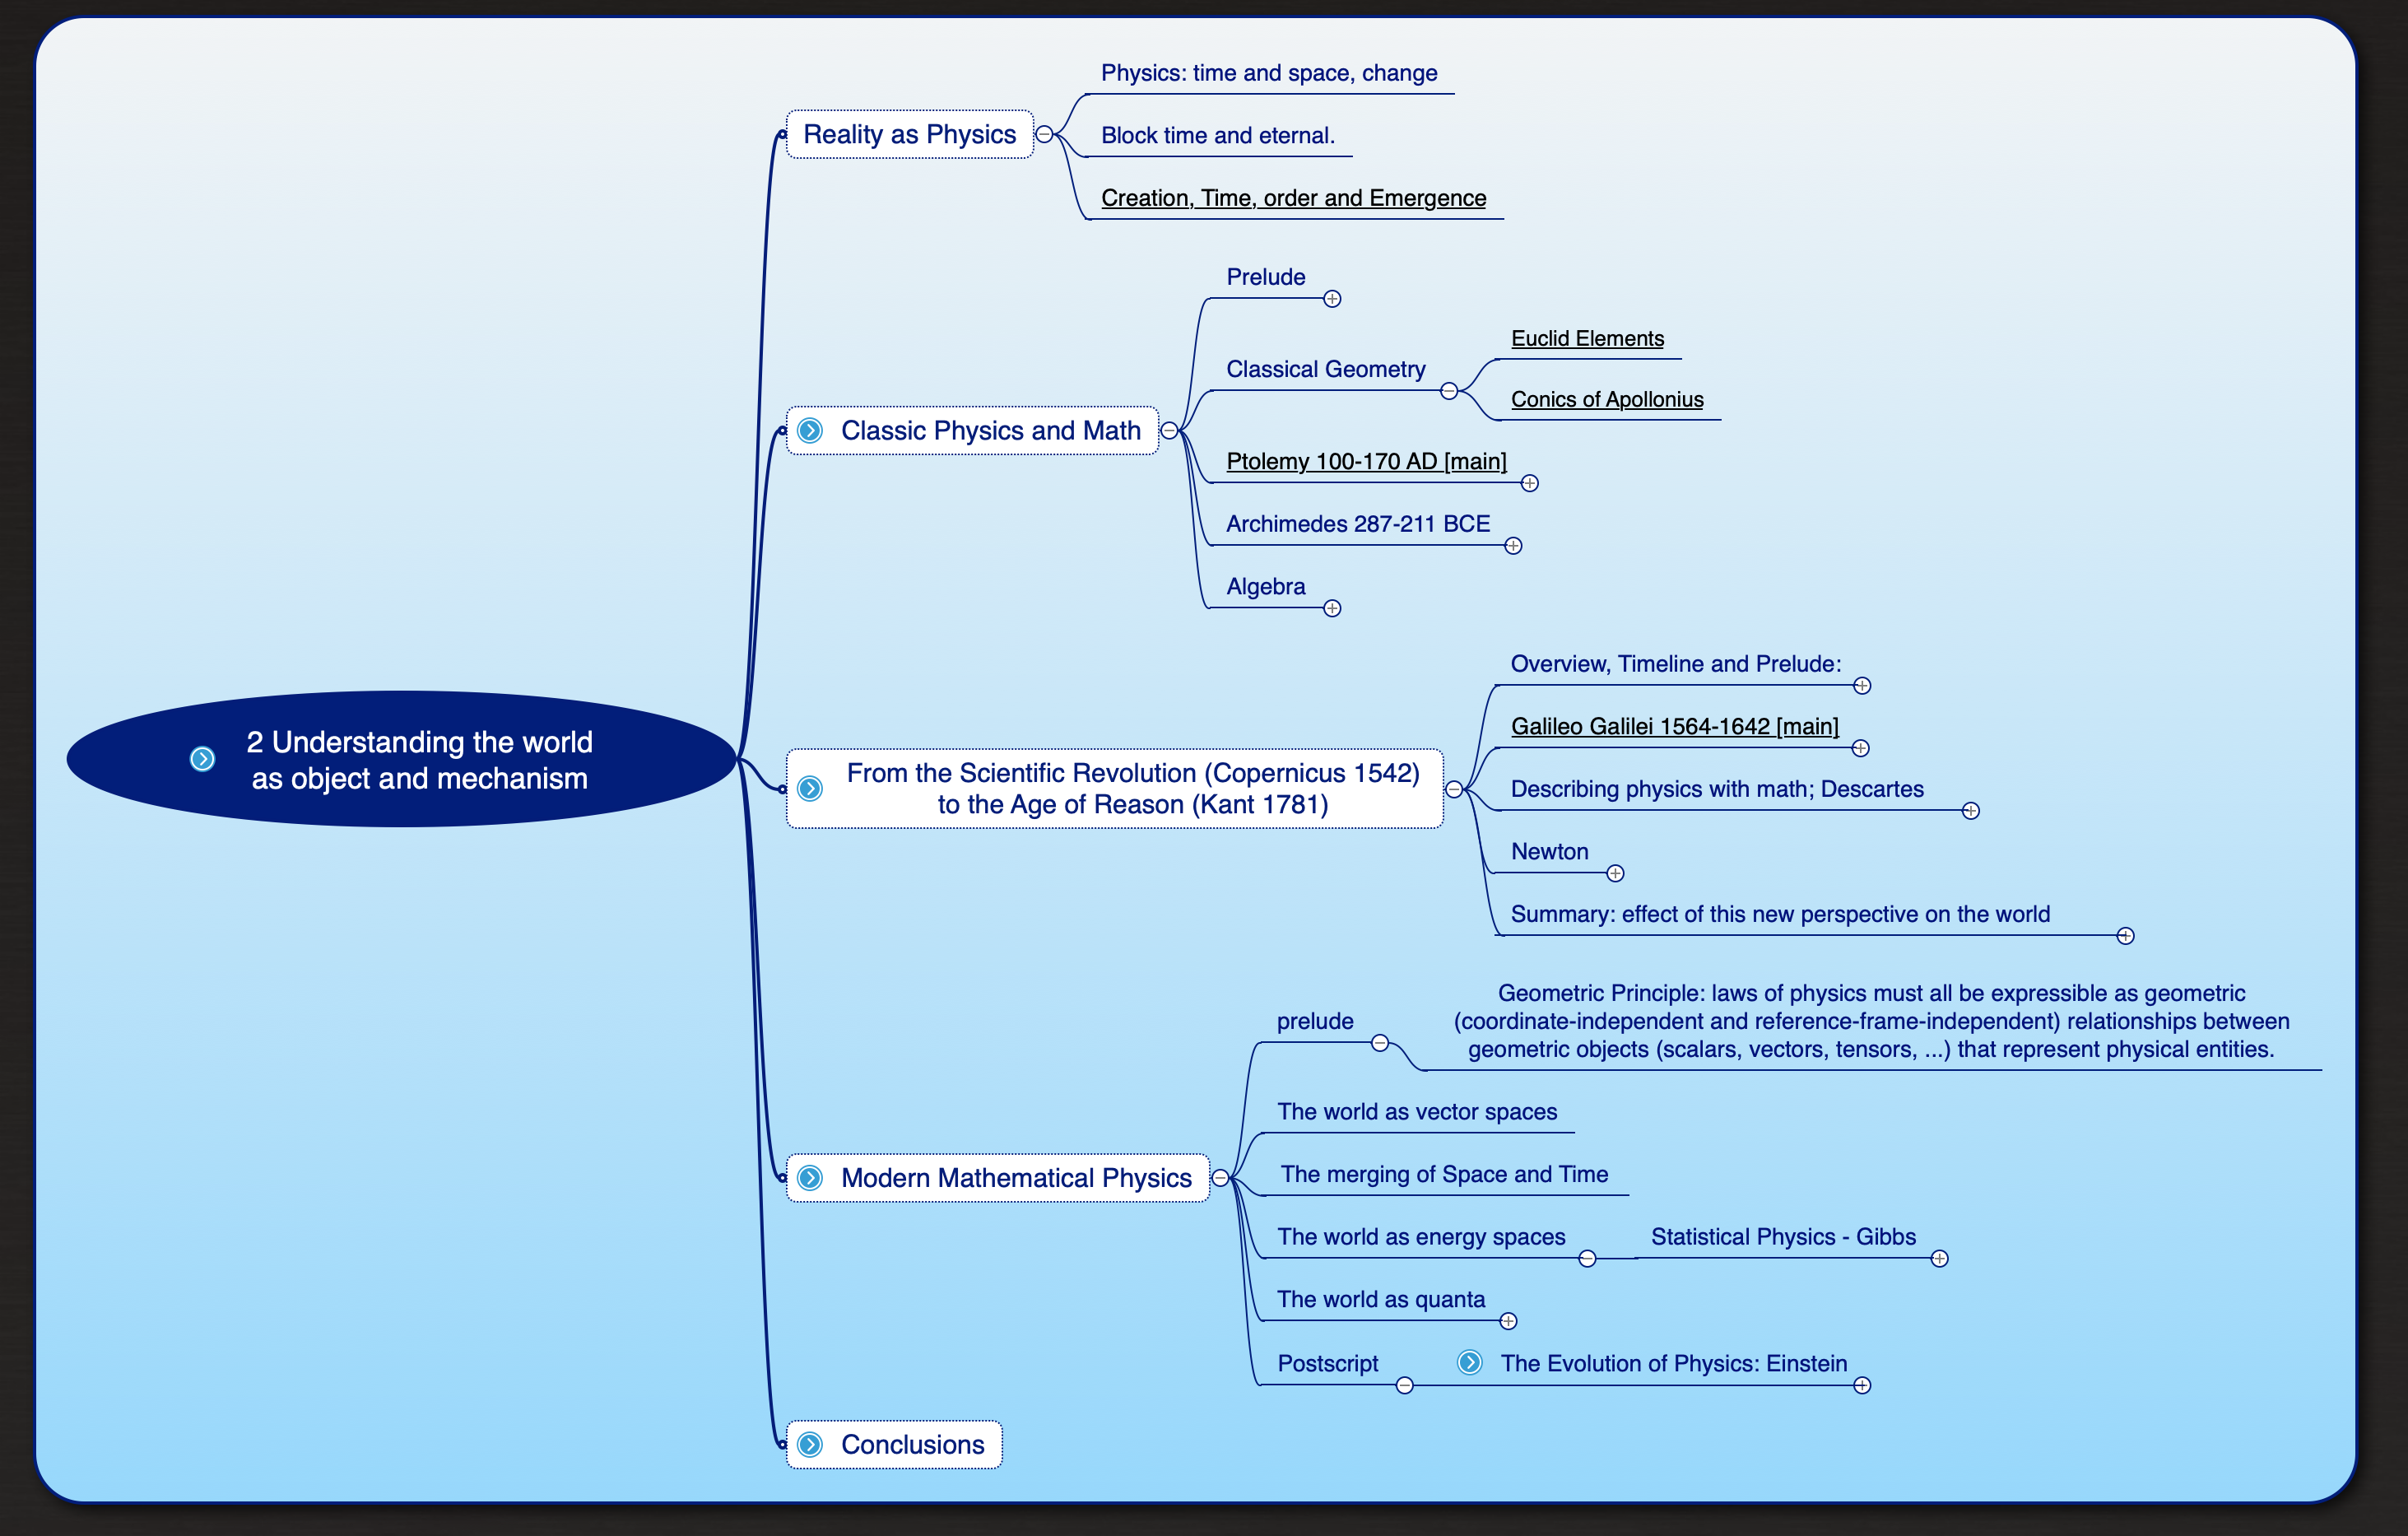 Physics: time and space, change
Reality as Physics
Block time and eternal.
Creation, Time, order and Emergence
Prelude
Euclid Elements
Classical Geometry
Conics of Apollonius
Classic Physics and Math
Ptolemy 100-170 AD [main]
Archimedes 287-211 BCE
Algebra
Overview, Timeline and Prelude:
Galileo Galilei 1564-1642 [main]
2 Understanding the world
as object and mechanism
From the Scientific Revolution (Copernicus 1542)
to the Age of Reason (Kant 1781)
Describing physics with math; Descartes
Newton
Summary: effect of this new perspective on the world
prelude
Geometric Principle: laws of physics must all be expressible as geometric
(coordinate-independent and reference-frame-independent) relationships between
geometric objects (scalars, vectors, tensors, ...) that represent physical entities.
The world as vector spaces
Modern Mathematical Physics
The merging of Space and Time
The world as energy spaces
Statistical Physics - Gibbs
The world as quanta
Postscript
The Evolution of Physics: Einstein
Conclusions